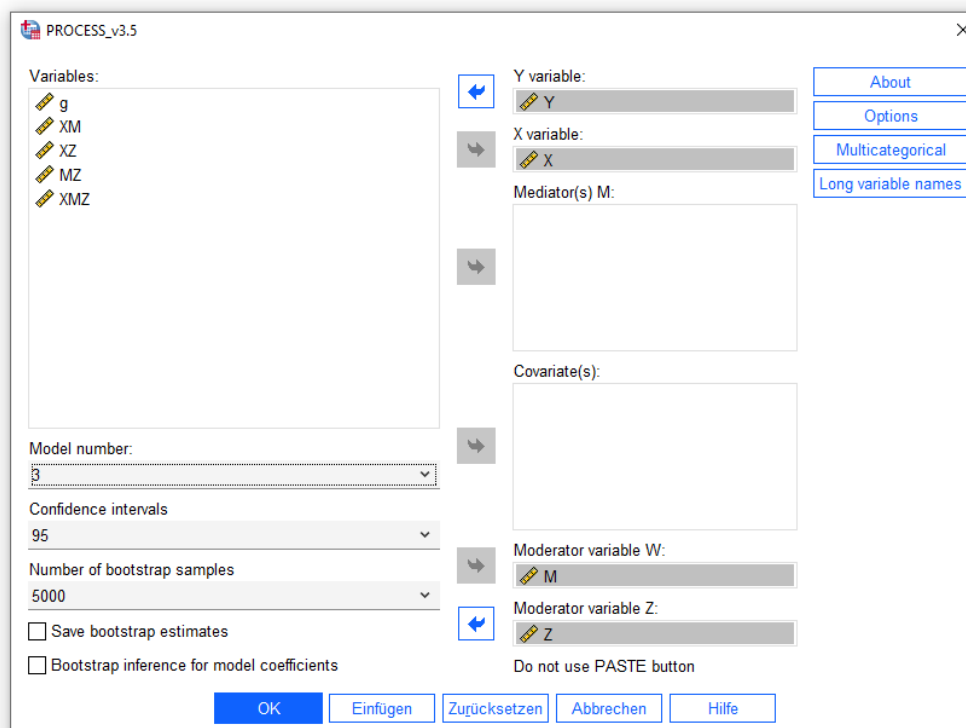 PROCESS_v3.5
Variables:
g
XM
XZ
MZ
XMZ
Model number:
3
Confidence intervals
95
Number of bootstrap samples
5000
Save bootstrap estimates
Bootstrap inference for model coefficients
Y variable:
Y
X variable:
X
Mediator(s) M:
Covariate(s):
Moderator variable W:
M
Moderator variable Z:
Z
Do not use PASTE button
About
Options
Multicategorical
Long variable names
OK
Einfügen
Zurücksetzen
Abbrechen
Hilfe